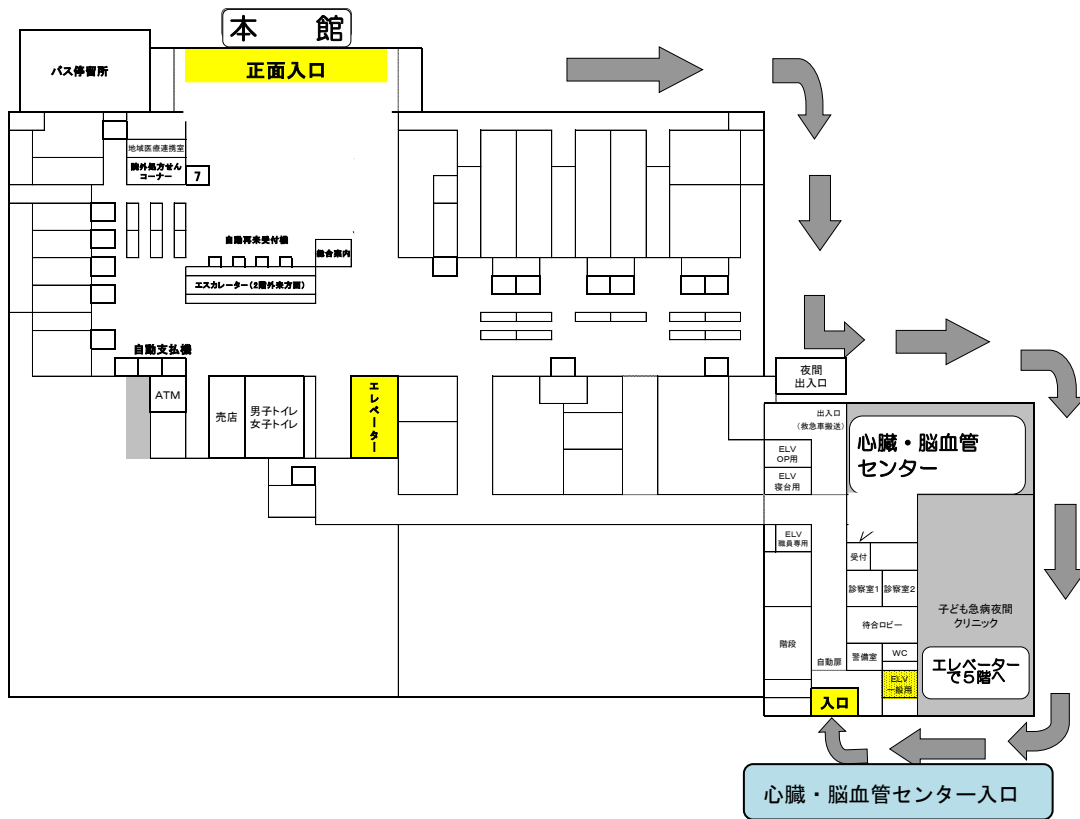 本　館
バス停留所
正面入口
地域医療連携室
院外処方せん
コーナー
7
自動再来受付機
総合案内
エスカレーター(2階外来方面)
自動支払機
ATM
売店
男子トイレ
女子トイレ
エレベーター
夜間
出入口
出入口
(救急車搬送)
心臓・脳血管
センター
ELV
OP用
ELV
寝台用
ELV
職員専用
受付
診察室1
診察室2
子ども急病夜間
クリニック
待合ロビー
階段
自動扉
警備室
WC
エレベーター
で5階へ
ELV
一般用
入口
心臓・脳血管センター入口